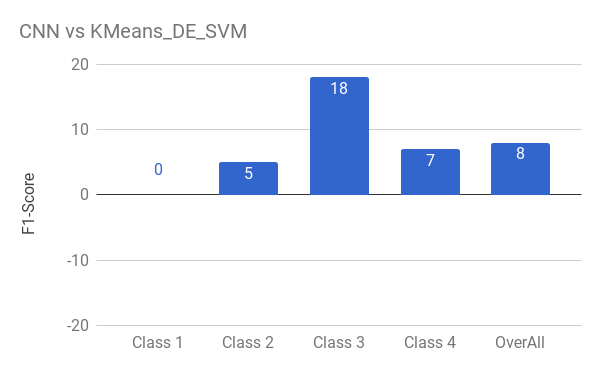 CNN vs KMeans_DE_SVM
F1-Score
20
10
0
-10
-20
0
5
18
7
8
Class 1
Class 2
Class 3
Class 4
OverAll